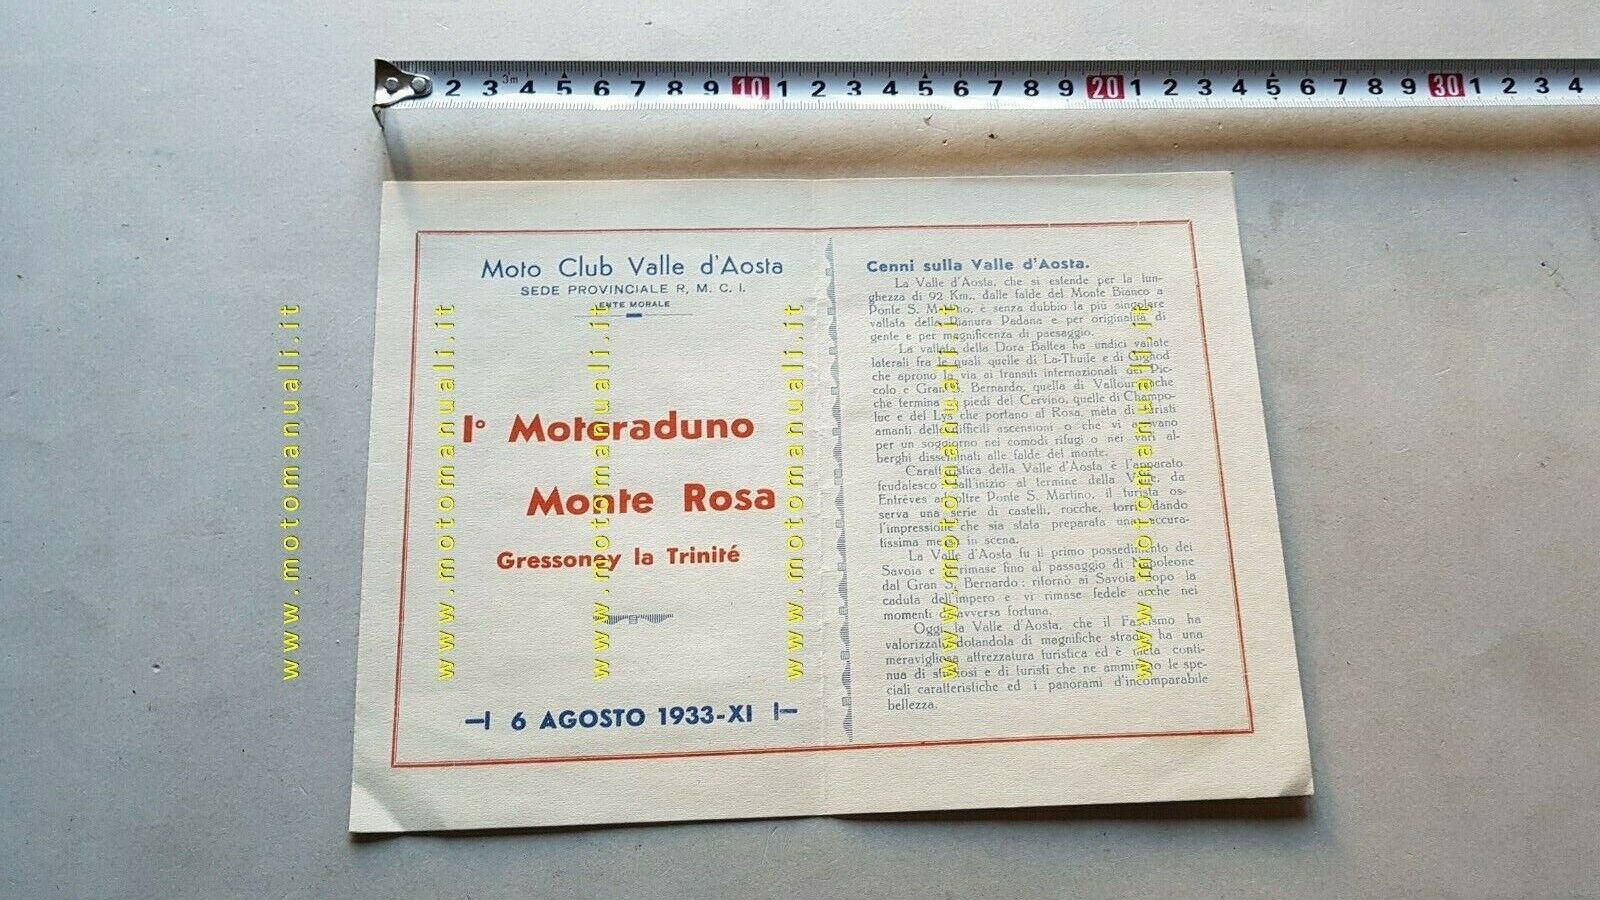 2 3 3m 4 5 6 7 8 9 10 1 2 3 4 5 6 7 8 9 20 1 2 3 4 5 6 7 8 9 30 1 2 3 4
Moto Club Valle d'Aosta
SEDE PROVINCIALE R. M. C. I.
ENTE MORALE
I° Motoraduno
Monte Rosa
Gressoney la Trinité
6 AGOSTO 1933-XI
Cenni sulla Valle d'Aosta.
La Valle d'Aosta, che si estende per la lun-
ghezza di 92 Km., dalle falde del Monte Bianco a
Ponte S. Martino, è senza dubbio la più singolare
vallata della Pianura Padana e per originalità di
gente e per magnificenza di paesaggio.
La vallata della Dora Baltea ha undici vallate
laterali fra le quali quelle di La-Thuile e di Gignod
che aprono la via ai transiti internazionali del Pic-
colo e Gran S. Bernardo, quella di Vallournanche
che termina ai piedi del Cervino, quelle di Champo-
luc e del Lys che portano al Rosa, meta di turisti
amanti delle difficili ascensioni o che vi arrivano
per un soggiorno nei comodi rifugi o nei vari al-
berghi disseminati alle falde del monte.
Caratteristica della Valle d'Aosta è l'apparato
feudalesco. Dall'inizio al termine della Valle, da
Entrèves ad oltre Ponte S. Martino, il turista os-
serva una serie di castelli, rocche, torri dando
l'impressione che sia stata preparata una accura-
tissima messa in scena.
La Valle d'Aosta fu il primo possedimento dei
Savoia e vi rimase fino al passaggio di Napoleone
dal Gran S. Bernardo; ritornò ai Savoia dopo la
caduta dell'impero e vi rimase fedele anche nei
momenti di avversa fortuna.
Oggi la Valle d'Aosta, che il Fascismo ha
valorizzata dotandola di magnifiche strade, ha una
meravigliosa attrezzatura turistica ed è meta conti-
nua di studiosi e di turisti che ne ammirano le spe-
ciali caratteristiche ed i panorami d'incomparabile
bellezza.
www.motomanuali.it
www.motomanuali.it
www.motomanuali.it
www.motomanuali.it
www.motomanuali.it
www.motomanuali.it